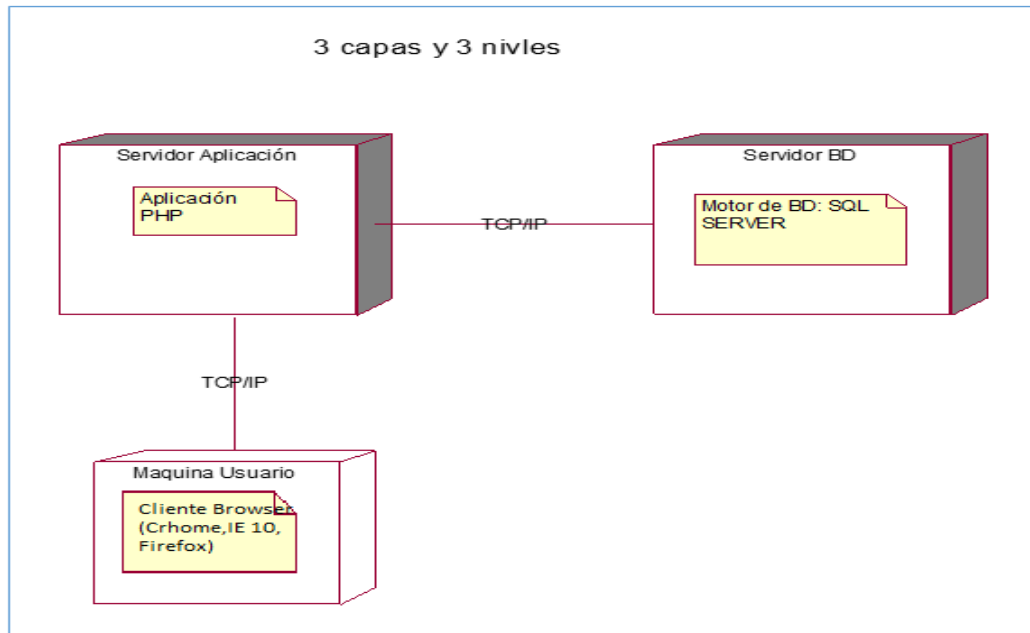 3 capas y 3 nivles
Servidor Aplicación
Aplicación
PHP
TCP/IP
Servidor BD
Motor de BD: SQL
SERVER
TCP/IP
Maquina Usuario
Cliente Browser
(Crhome,IE 10,
Firefox)